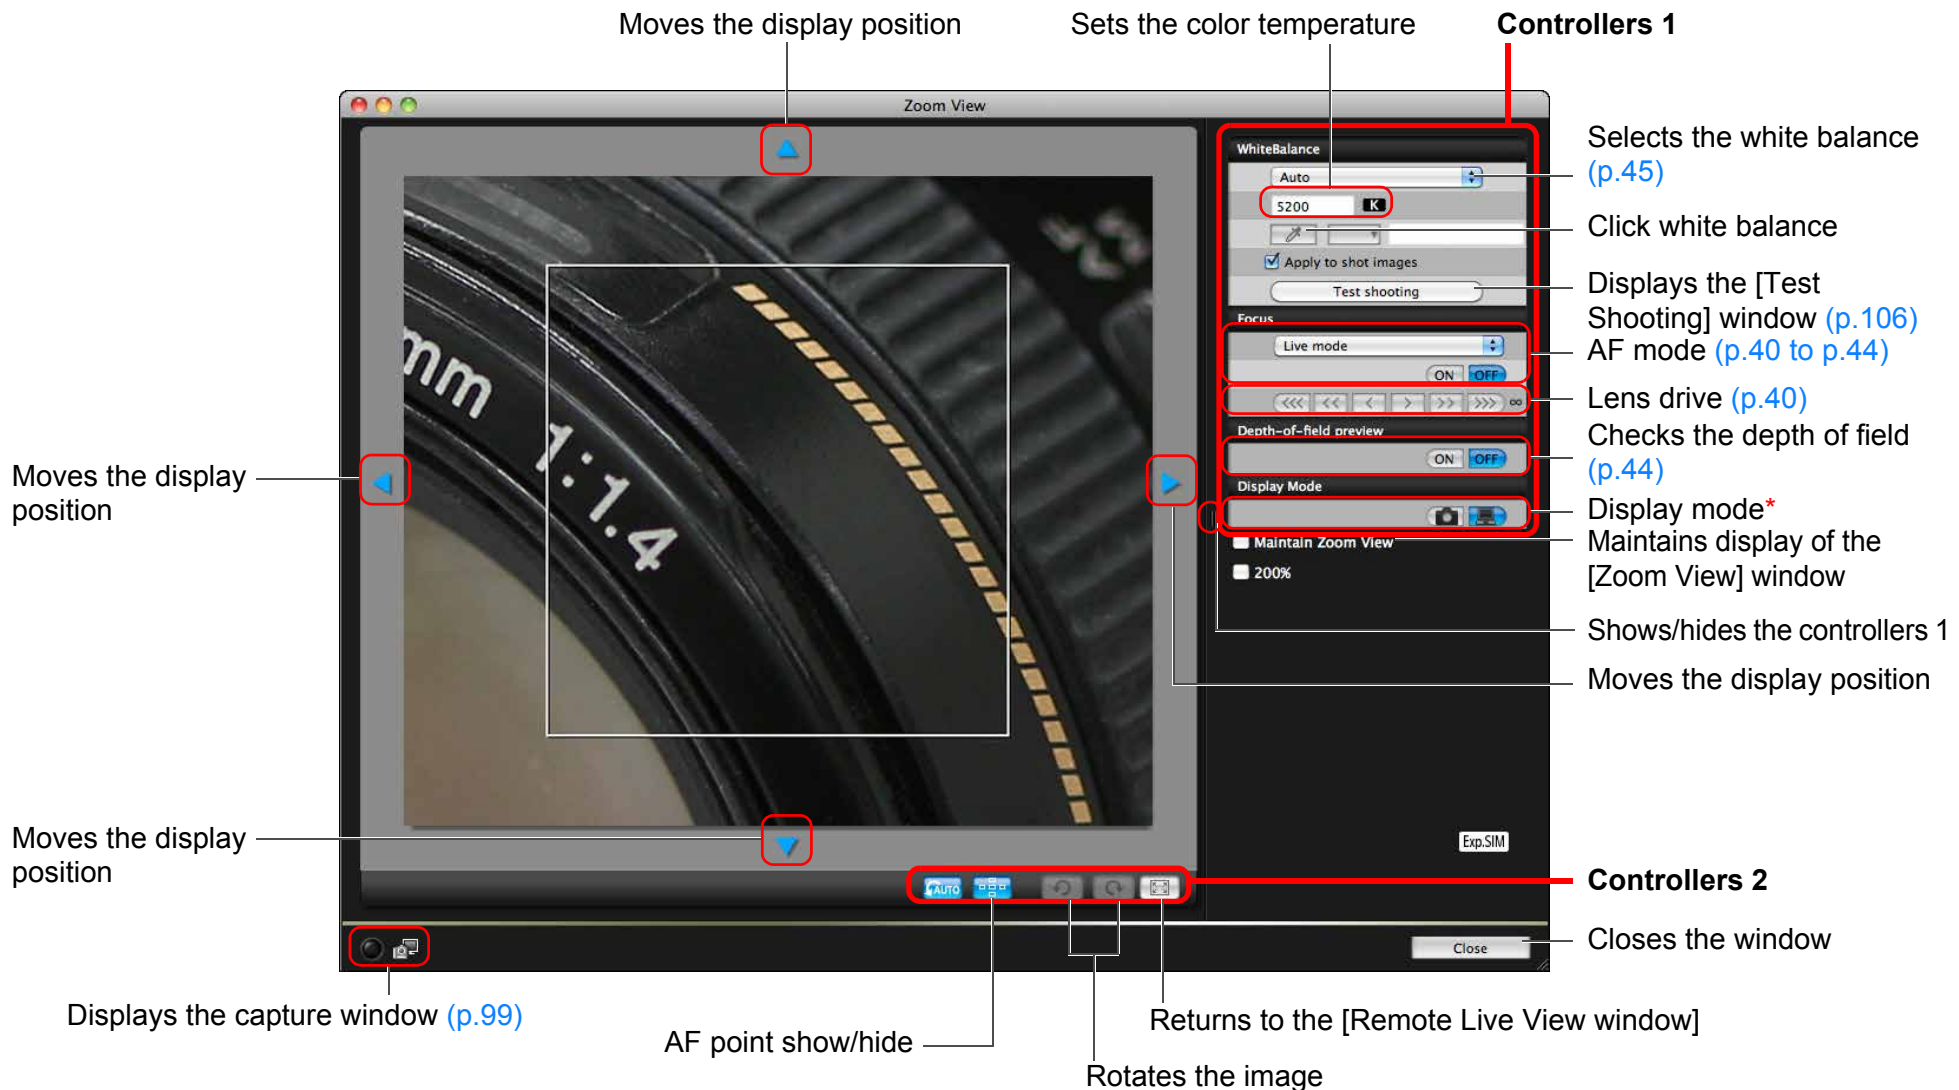 Moves the display position
Sets the color temperature
Controllers 1
Zoom View
WhiteBalance
Auto
5200 K
Apply to shot images
Test shooting
Focus
Live mode
ON OFF
<<< << < > >> >>> ∞
Depth-of-field preview
ON OFF
Display Mode
Maintain Zoom View
200%
Exp.SIM
mm 1:1.4
AUTO
Close
Selects the white balance
(p.45)
Click white balance
Displays the [Test
Shooting] window (p.106)
AF mode (p.40 to p.44)
Lens drive (p.40)
Checks the depth of field
(p.44)
Display mode*
Maintains display of the
[Zoom View] window
Shows/hides the controllers 1
Moves the display position
Controllers 2
Closes the window
Moves the display
position
Moves the display
position
Displays the capture window (p.99)
AF point show/hide
Returns to the [Remote Live View window]
Rotates the image